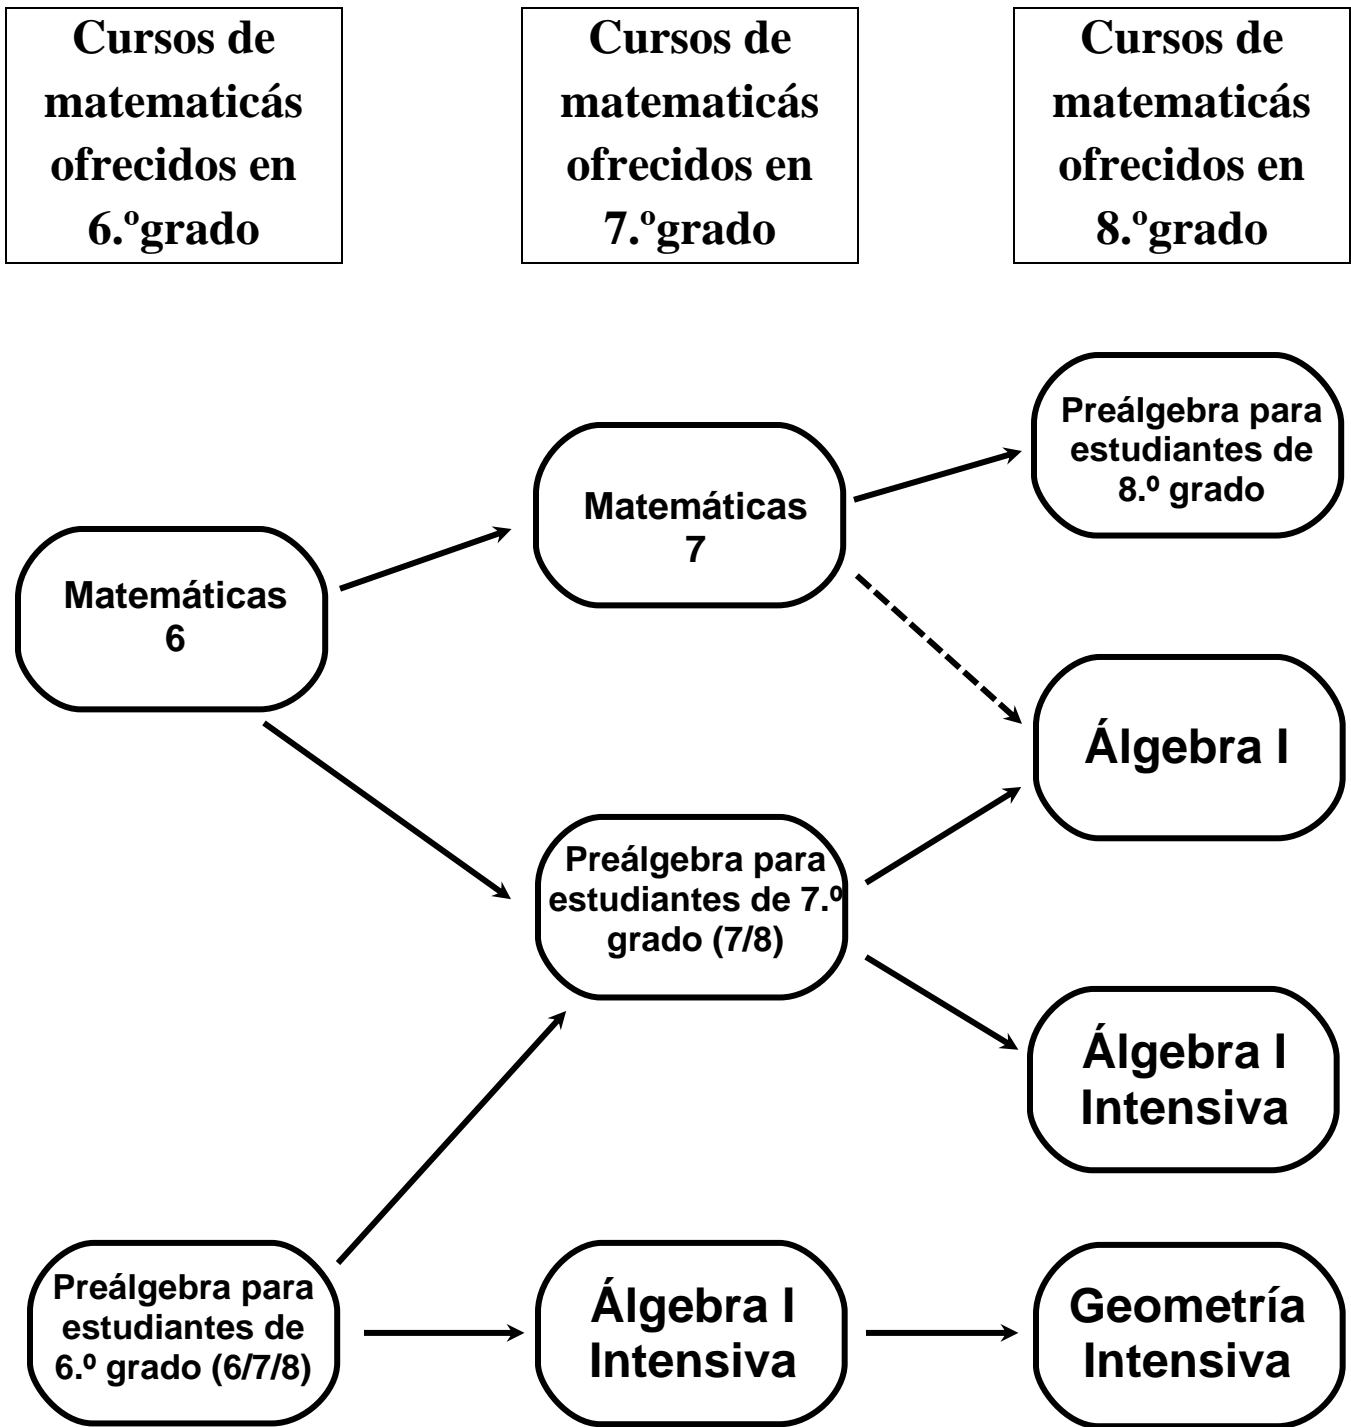 Cursos de
matematicás
ofrecidos en
6.ºgrado
Cursos de
matematicás
ofrecidos en
7.ºgrado
Cursos de
matematicás
ofrecidos en
8.ºgrado
Matemáticas
6
Preálgebra para
estudiantes de
6.º grado (6/7/8)
Matemáticas
7
Preálgebra para
estudiantes de 7.º
grado (7/8)
Álgebra I
Intensiva
Preálgebra para
estudiantes de
8.º grado
Álgebra I
Álgebra I
Intensiva
Geometría
Intensiva